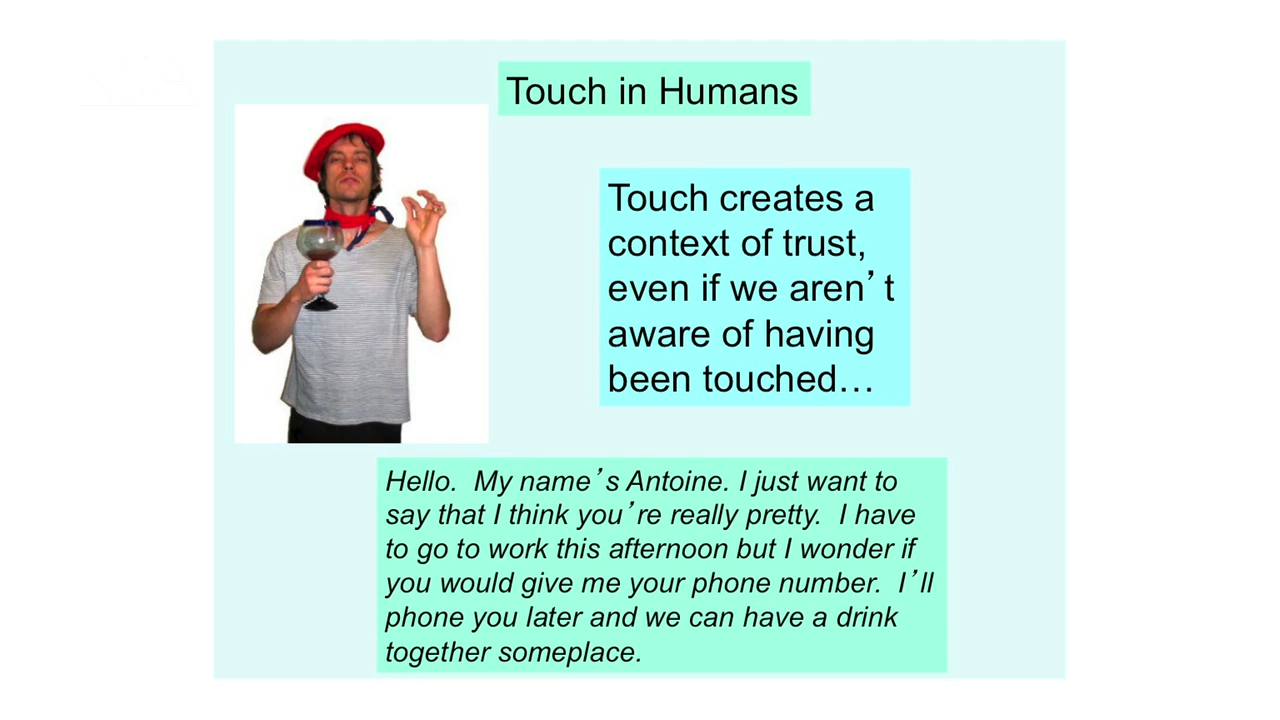 Touch in Humans
Touch creates a
context of trust,
even if we aren’t
aware of having
been touched…
Hello.  My name’s Antoine. I just want to
say that I think you’re really pretty.  I have
to go to work this afternoon but I wonder if
you would give me your phone number.  I’ll
phone you later and we can have a drink
together someplace.